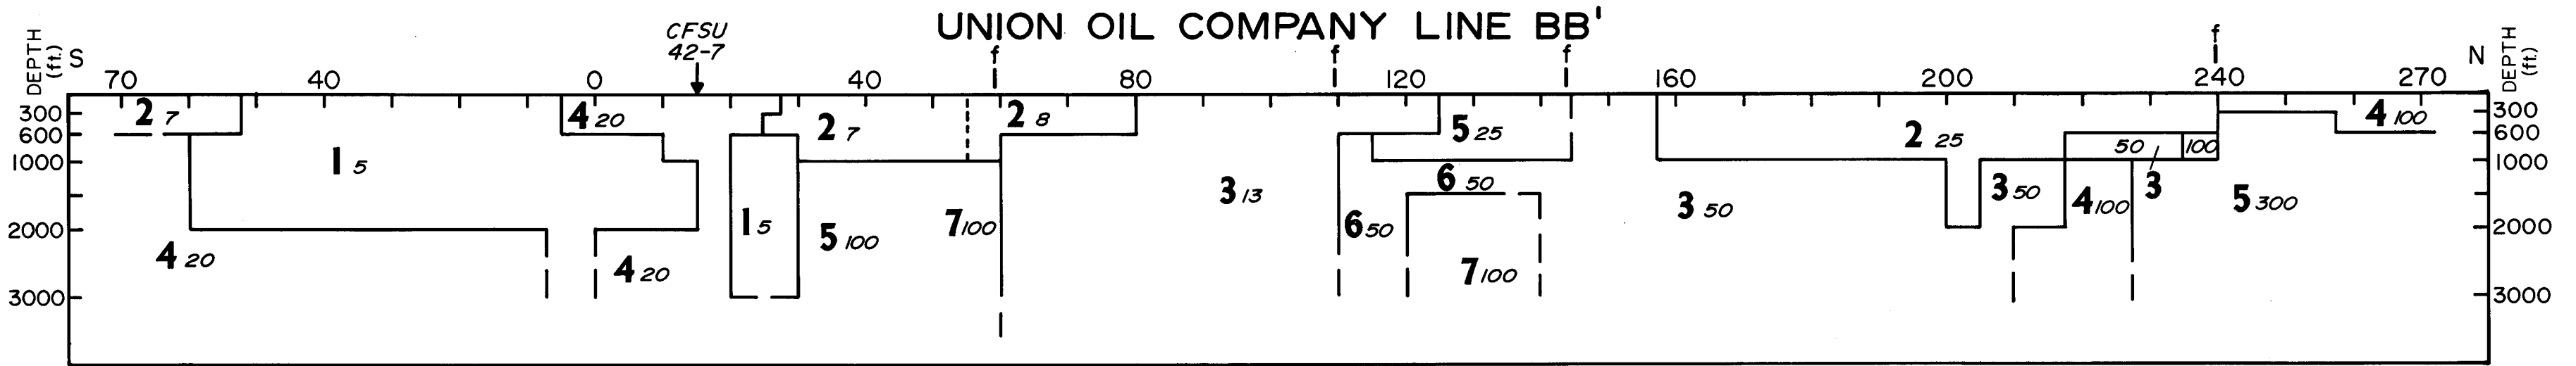 UNION OIL COMPANY LINE BB'
CFSU
42-7
f f f f
DEPTH (ft.) S N DEPTH (ft.)
70 40 0 40 80 120 160 200 240 270
300 2 7 4 20 2 7 2 8 5 25 2 25 4 100 300
600 600
1000 1 5 6 50 50 100 1000
3 13 3 50 3 50 4 100 3 5 300
1 5 5 100 7 100 6 50
2000 2000
4 20 4 20 7 100
3000 3000